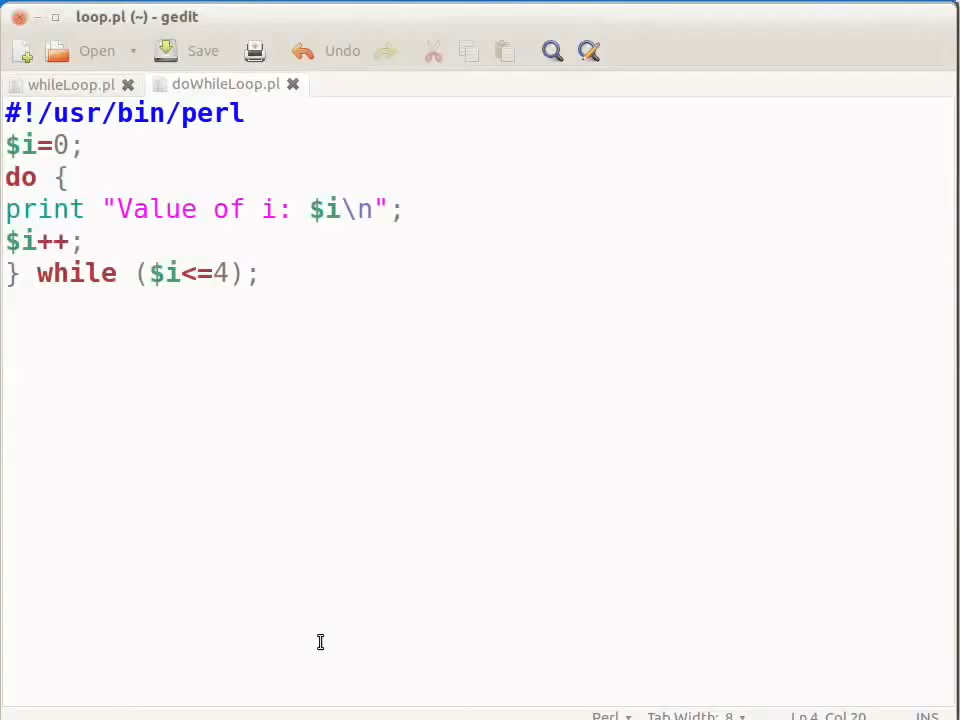 loop.pl (~) - gedit
Open Save Undo
whileLoop.pl doWhileLoop.pl
#!/usr/bin/perl
$i=0;
do {
print "Value of i: $i\n";
$i++;
} while ($i<=4);
Perl Tab Width: 8 Ln 4, Col 20 INS